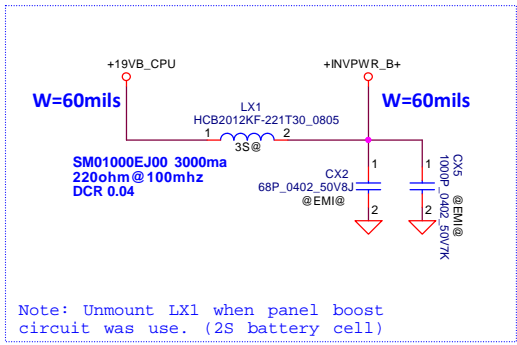 +19VB_CPU
+INVPWR_B+
W=60mils
W=60mils
LX1
HCB2012KF-221T30_0805
1
2
3S@
SM01000EJ00 3000ma
220ohm@100mhz
DCR 0.04
1
CX2
68P_0402_50V8J
@EMI@
2
1
CX5
1000P_0402_50V7K
@EMI@
2
Note: Unmount LX1 when panel boost
circuit was use. (2S battery cell)